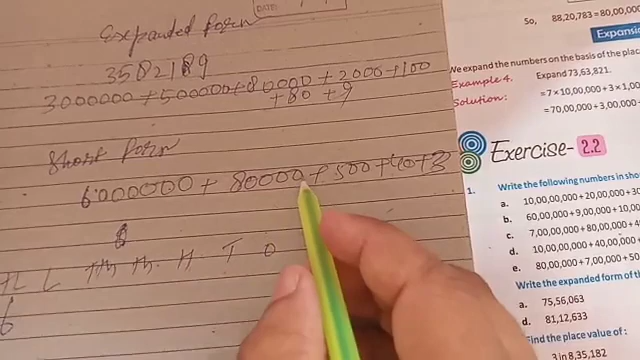 DATE
Expanded form
3582189
3000000 + 500000 + 80000 + 2000 + 100
+ 80 + 9
Short form
6000000 + 80000 + 500 + 40 + 3
L TTh Th H T O
6
So, 88,20,783 = 80,00,
Expansi
We expand the numbers on the basis of the place
Example 4. Expand 73,63,821.
Solution: = 7 × 10,00,000 + 3 × 1,00
= 70,00,000 + 3,00,000 +
Exercise- 2.2
1. Write the following numbers in sho
a. 10,00,00,000 + 20,00,000 + 30
b. 60,00,000 + 9,00,000 + 10,00
c. 7,00,00,000 + 80,00,000 + 4
d. 10,00,00,000 + 40,00,000 +
e. 80,00,000 + 7,00,000 + 50
Write the expanded form of th
a. 75,56,063
d. 81,12,633
Find the place value of:
3 in 8,35,182